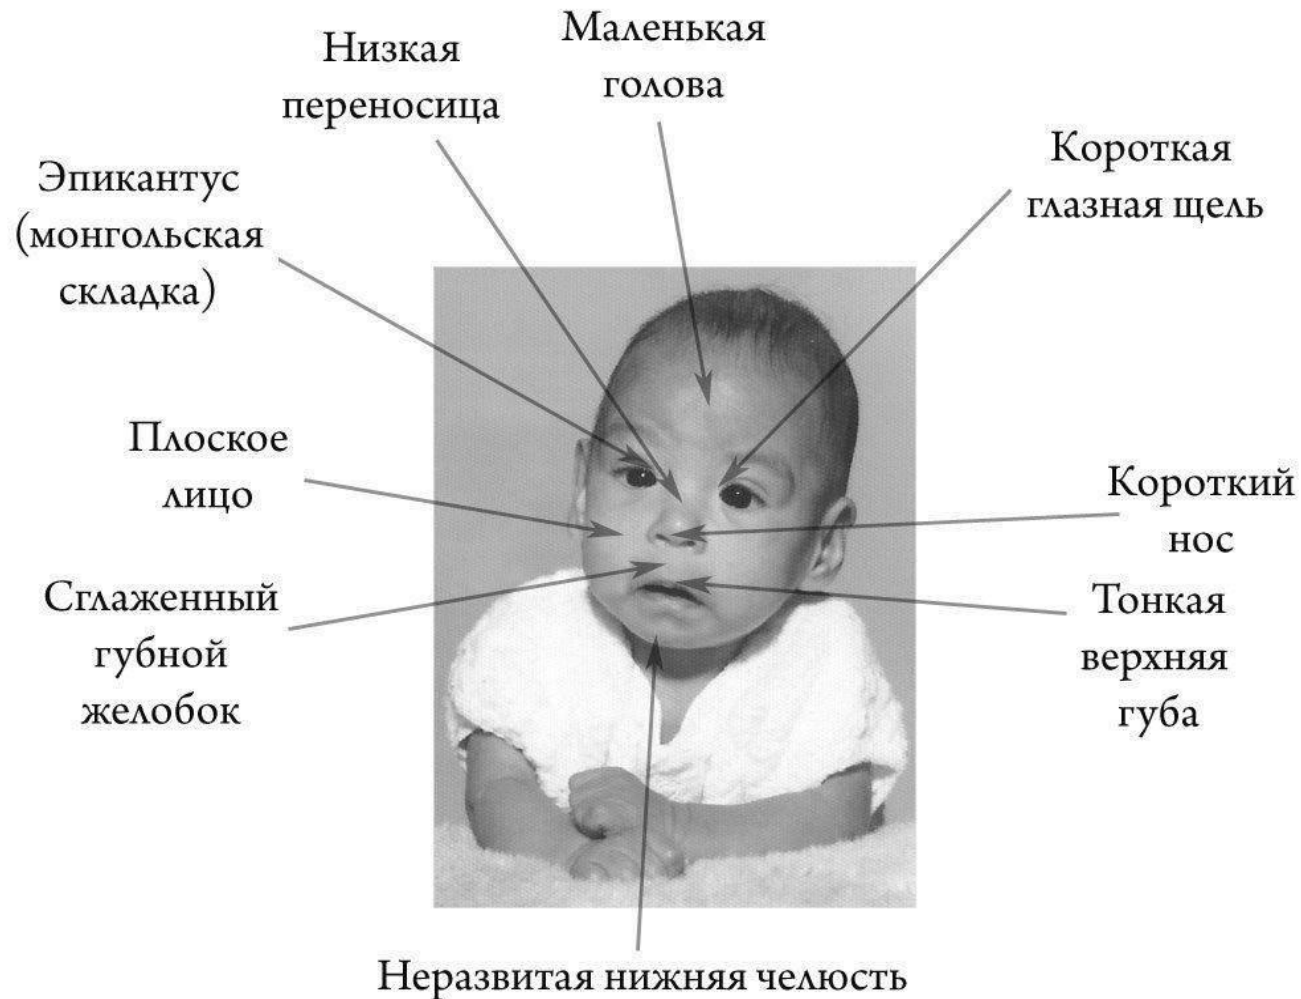 Маленькая
голова
Низкая
переносица
Короткая
глазная щель
Эпикантус
(монгольская
складка)
Плоское
лицо
Короткий
нос
Сглаженный
губной
желобок
Тонкая
верхняя
губа
Неразвитая нижняя челюсть